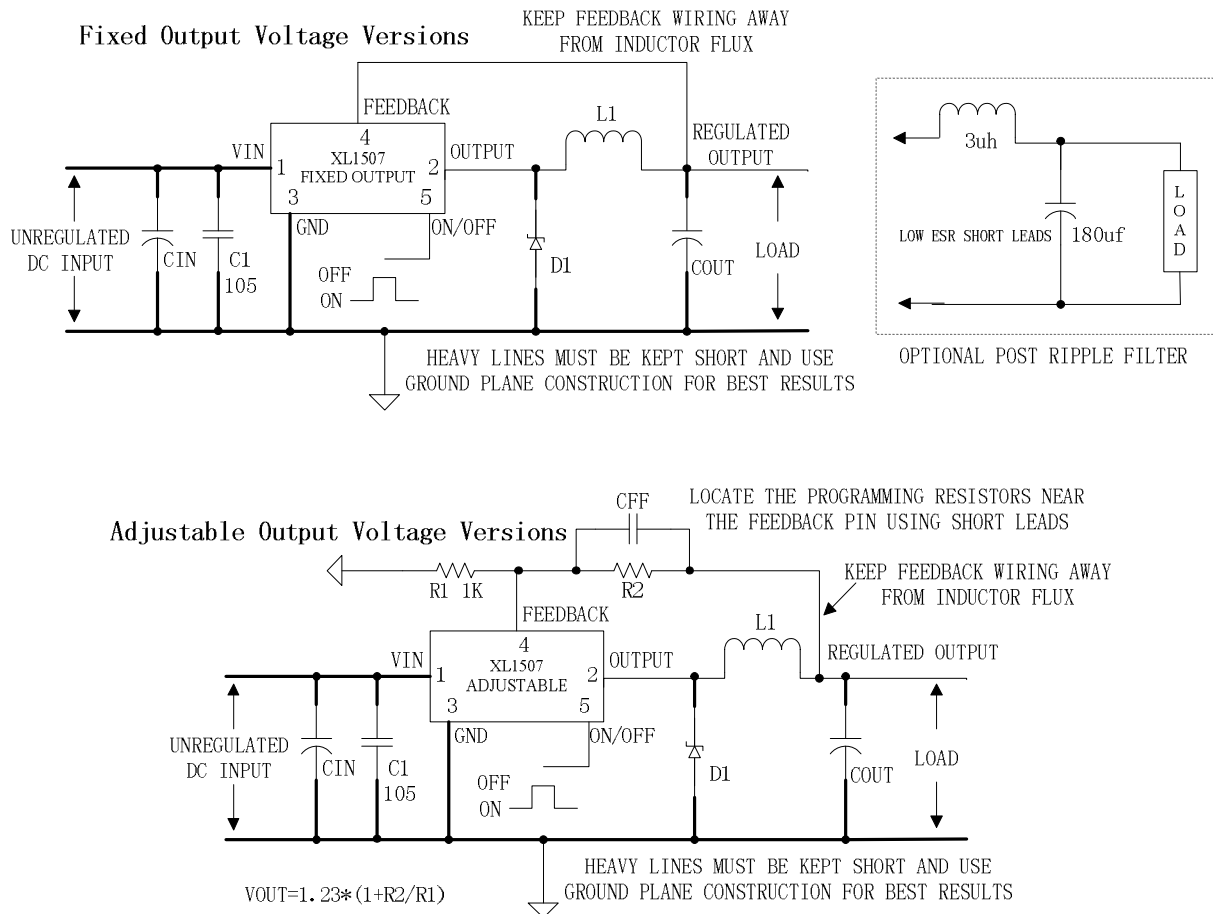 Fixed Output Voltage Versions
KEEP FEEDBACK WIRING AWAY
FROM INDUCTOR FLUX
FEEDBACK
4
L1
REGULATED
OUTPUT
VIN
1
XL1507
FIXED OUTPUT
2
OUTPUT
3
5
GND
ON/OFF
UNREGULATED
DC INPUT
CIN
C1
105
OFF
ON
D1
COUT
LOAD
HEAVY LINES MUST BE KEPT SHORT AND USE
GROUND PLANE CONSTRUCTION FOR BEST RESULTS
3uh
LOW ESR SHORT LEADS
180uf
LOAD
OPTIONAL POST RIPPLE FILTER
Adjustable Output Voltage Versions
CFF
LOCATE THE PROGRAMMING RESISTORS NEAR
THE FEEDBACK PIN USING SHORT LEADS
R1 1K
R2
KEEP FEEDBACK WIRING AWAY
FROM INDUCTOR FLUX
FEEDBACK
4
L1
REGULATED OUTPUT
VIN
1
XL1507
ADJUSTABLE
2
OUTPUT
3
5
GND
ON/OFF
UNREGULATED
DC INPUT
CIN
C1
105
OFF
ON
D1
COUT
LOAD
HEAVY LINES MUST BE KEPT SHORT AND USE
GROUND PLANE CONSTRUCTION FOR BEST RESULTS
VOUT=1.23*(1+R2/R1)